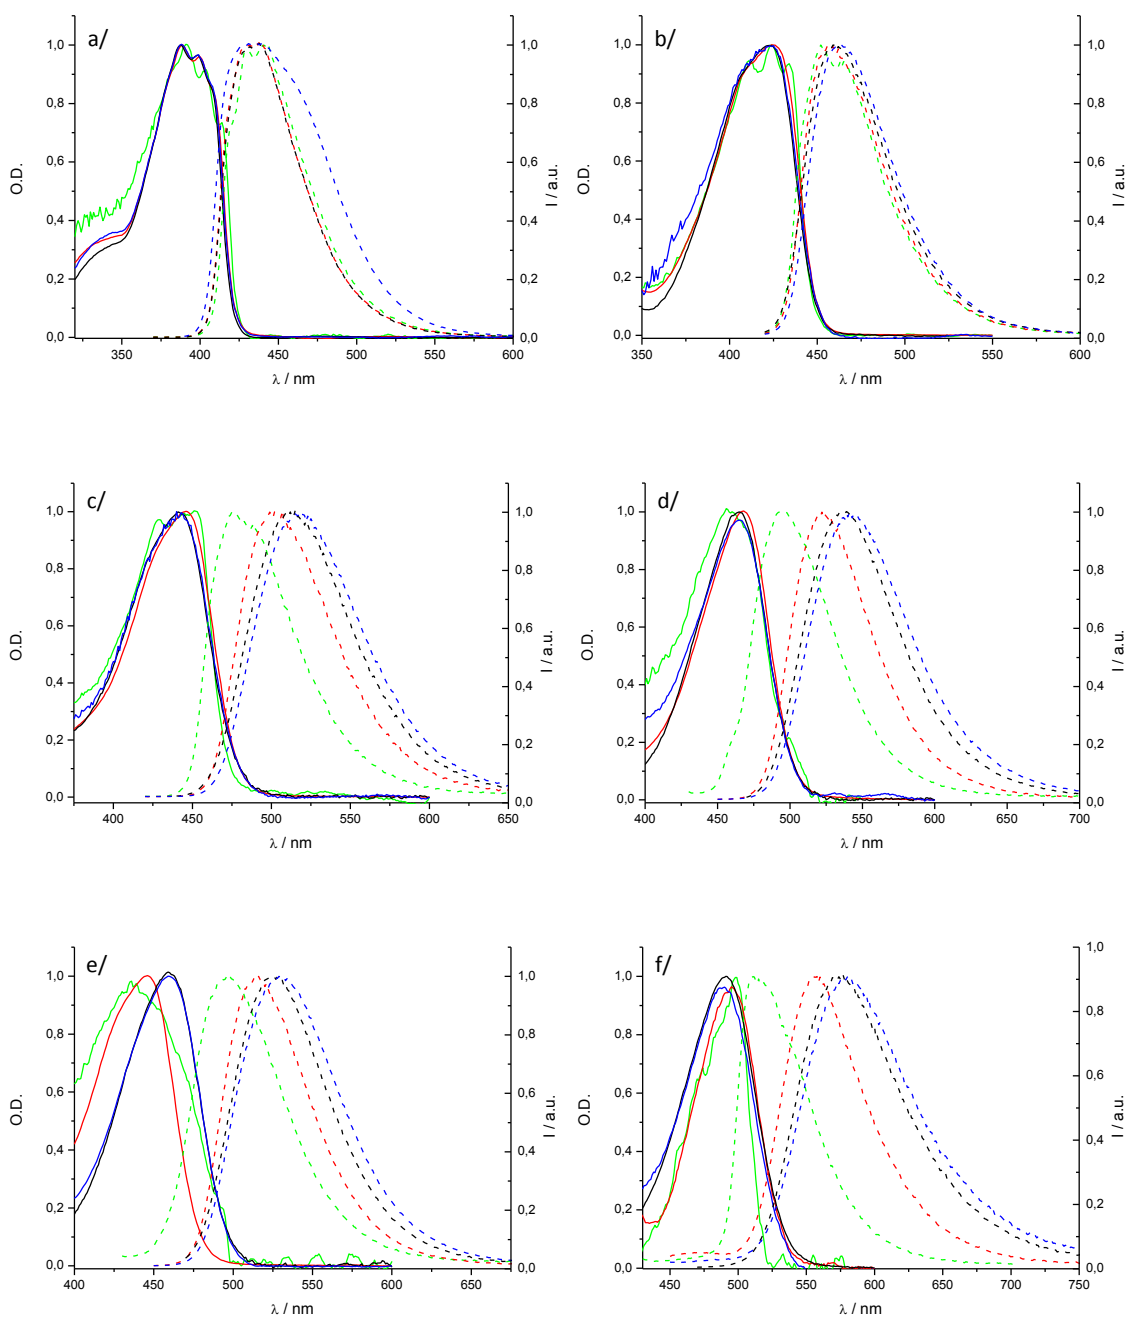 a/
1,0
0,8
0,6
0,4
0,2
0,0
O.D.
350 400 450 500 550 600
λ / nm
1,0
0,8
0,6
0,4
0,2
0,0
I / a.u.
b/
1,0
0,8
0,6
0,4
0,2
0,0
O.D.
350 400 450 500 550 600
λ / nm
1,0
0,8
0,6
0,4
0,2
0,0
I / a.u.
c/
1,0
0,8
0,6
0,4
0,2
0,0
O.D.
400 450 500 550 600 650
λ / nm
1,0
0,8
0,6
0,4
0,2
0,0
I / a.u.
d/
1,0
0,8
0,6
0,4
0,2
0,0
O.D.
400 450 500 550 600 650 700
λ / nm
1,0
0,8
0,6
0,4
0,2
0,0
I / a.u.
e/
1,0
0,8
0,6
0,4
0,2
0,0
O.D.
400 450 500 550 600 650
λ / nm
1,0
0,8
0,6
0,4
0,2
0,0
I / a.u.
f/
1,0
0,8
0,6
0,4
0,2
0,0
O.D.
450 500 550 600 650 700 750
λ / nm
1,0
0,8
0,6
0,4
0,2
0,0
I / a.u.